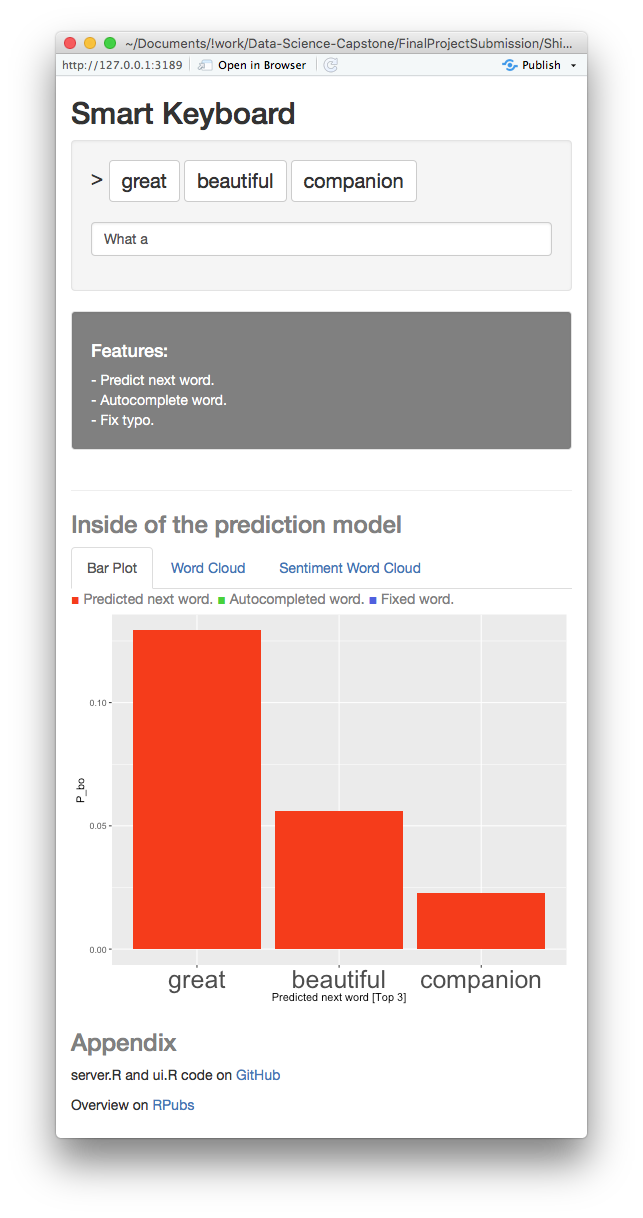 ~/Documents/!work/Data-Science-Capstone/FinalProjectSubmission/Shi...
http://127.0.0.1:3189 Open in Browser Publish
Smart Keyboard
> great beautiful companion
What a
Features:
- Predict next word.
- Autocomplete word.
- Fix typo.
Inside of the prediction model
Bar Plot Word Cloud Sentiment Word Cloud
Predicted next word. Autocompleted word. Fixed word.
0.10
P_bo
0.05
0.00
great beautiful companion
Predicted next word [Top 3]
Appendix
server.R and ui.R code on GitHub
Overview on RPubs